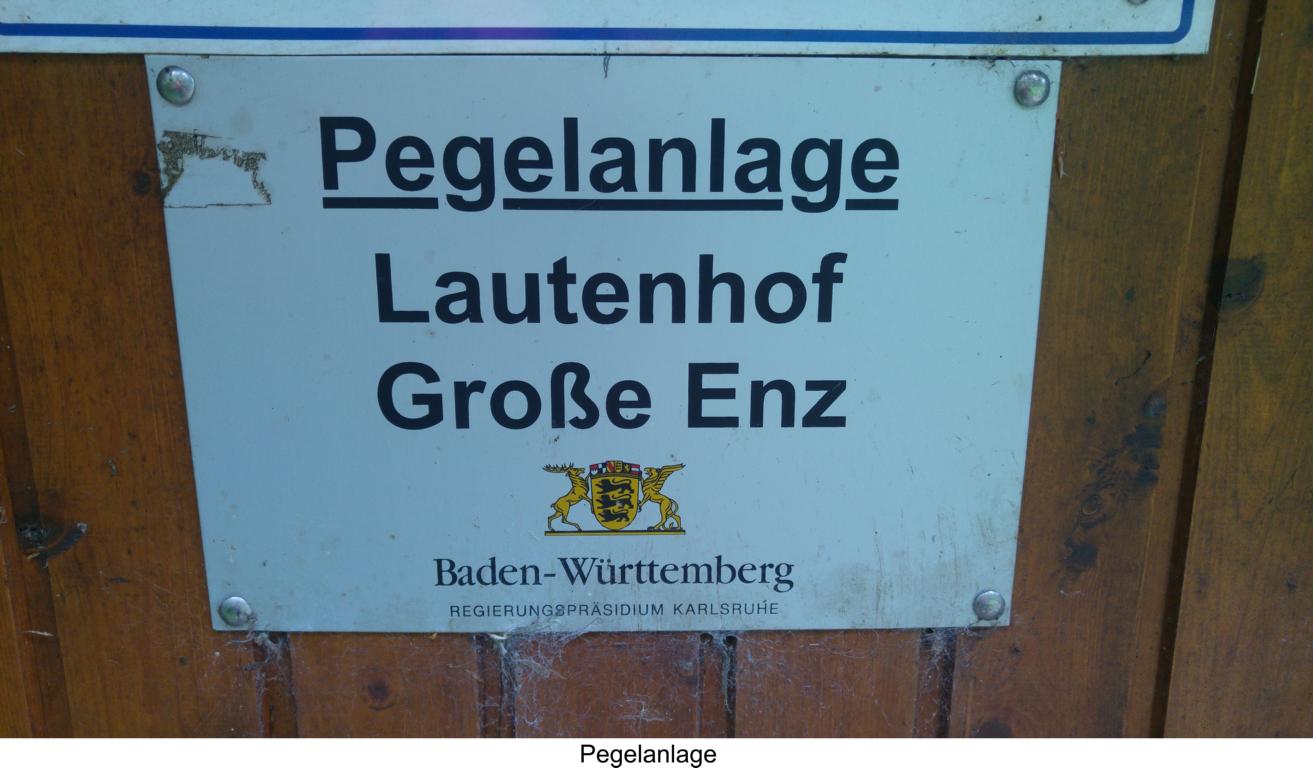 Pegelanlage
Lautenhof
Große Enz
Baden-Württemberg
REGIERUNGSPRÄSIDIUM KARLSRUHE
Pegelanlage